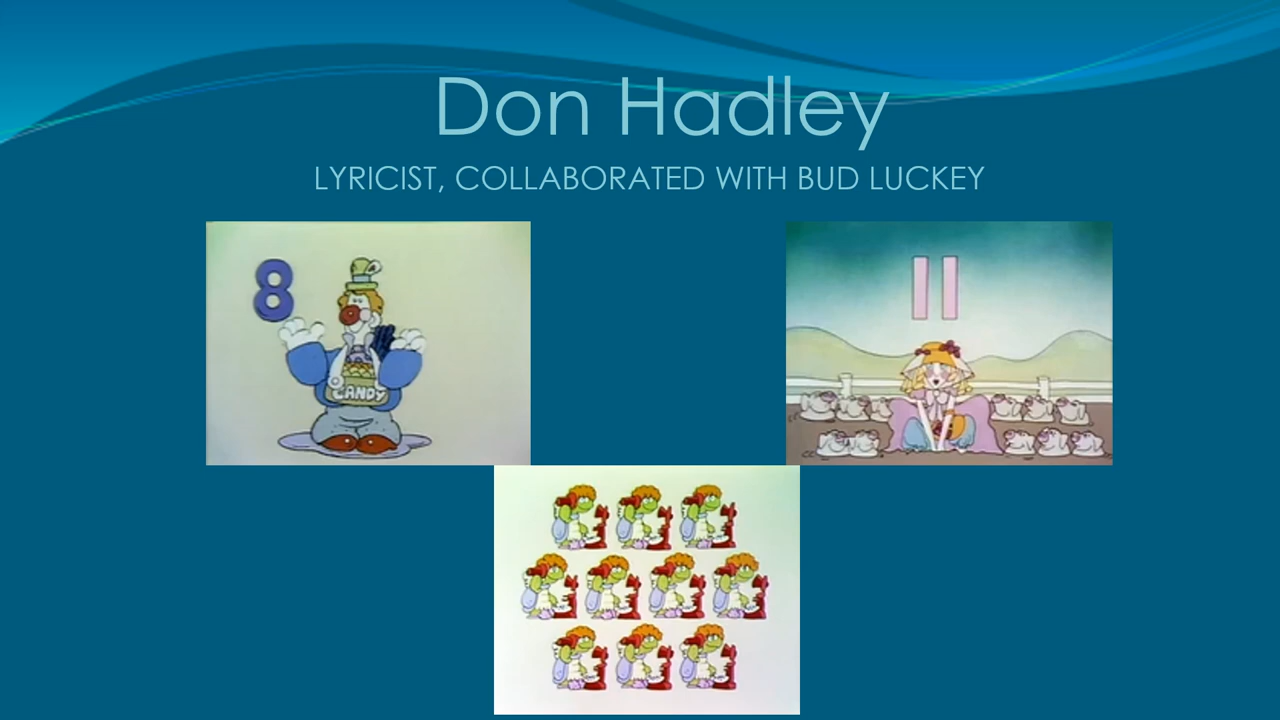 Don Hadley
LYRICIST, COLLABORATED WITH BUD LUCKEY
8
CANDY
11